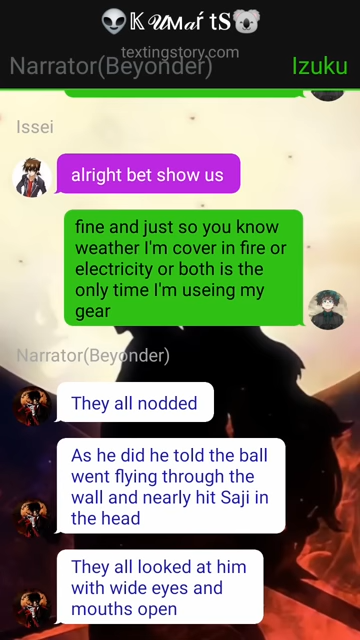 👽𝕂𝓤ᴍᴀŕtS🐨
textingstory.com
Narrator(Beyonder) Izuku
Issei
alright bet show us
fine and just so you know
weather I'm cover in fire or
electricity or both is the
only time I'm useing my
gear
Narrator(Beyonder)
They all nodded
As he did he told the ball
went flying through the
wall and nearly hit Saji in
the head
They all looked at him
with wide eyes and
mouths open